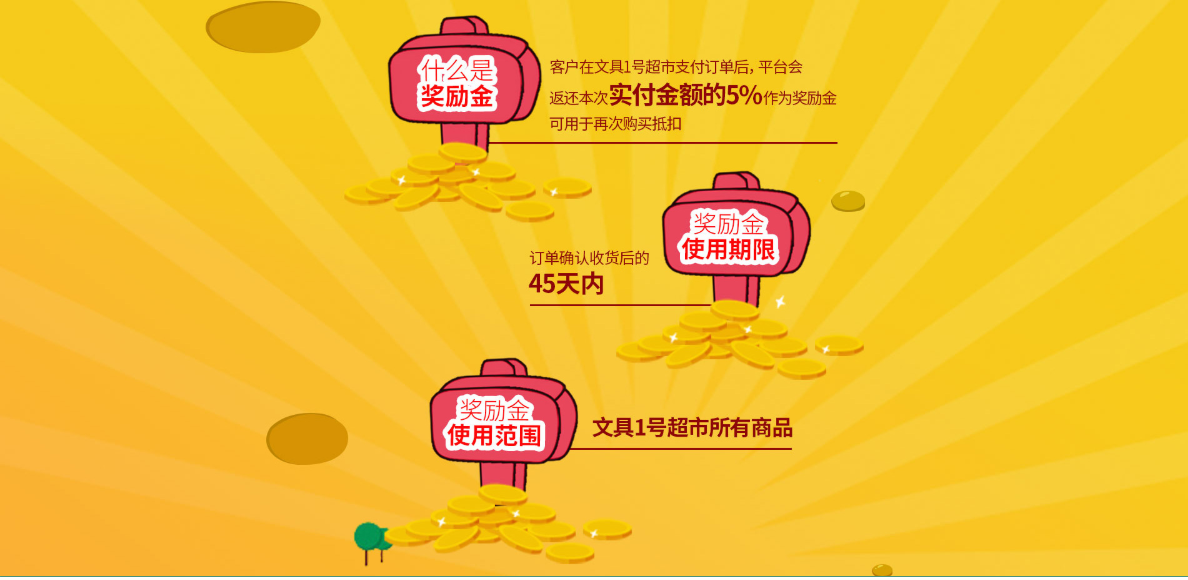 什么是
奖励金
客户在文具1号超市支付订单后，平台会
返还本次实付金额的5%作为奖励金
可用于再次购买抵扣
奖励金
使用期限
订单确认收货后的
45天内
奖励金
使用范围
文具1号超市所有商品